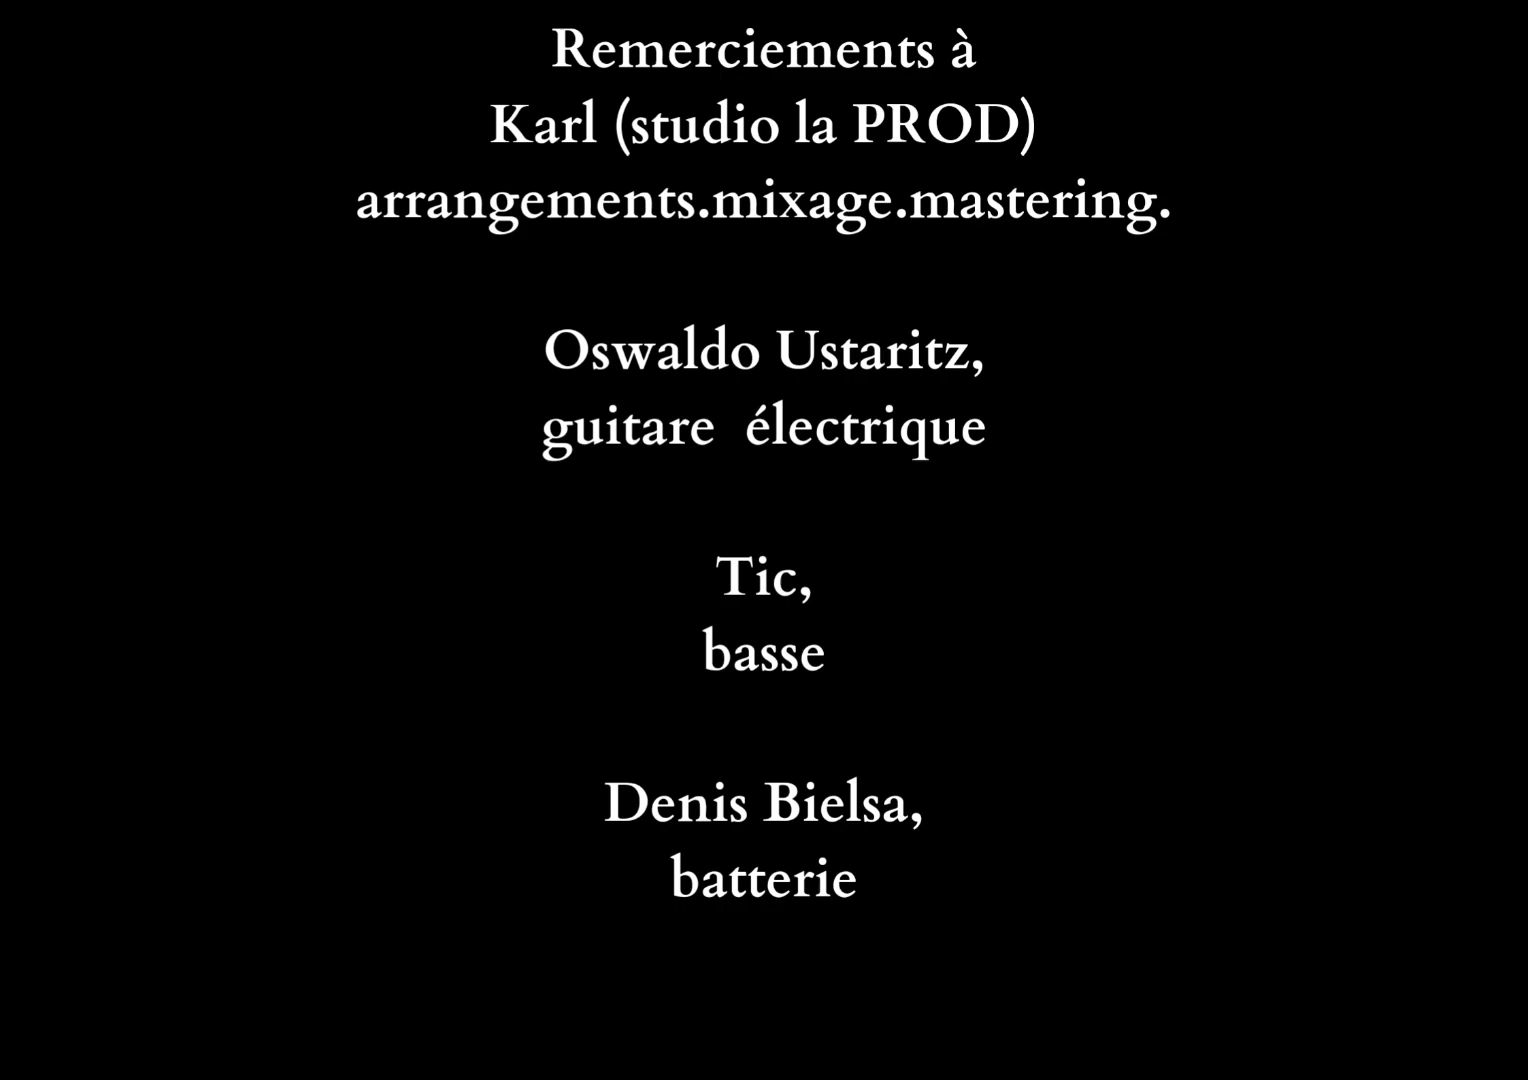 Remerciements à
Karl (studio la PROD)
arrangements.mixage.mastering.
Oswaldo Ustaritz,
guitare  électrique
Tic,
basse
Denis Bielsa,
batterie